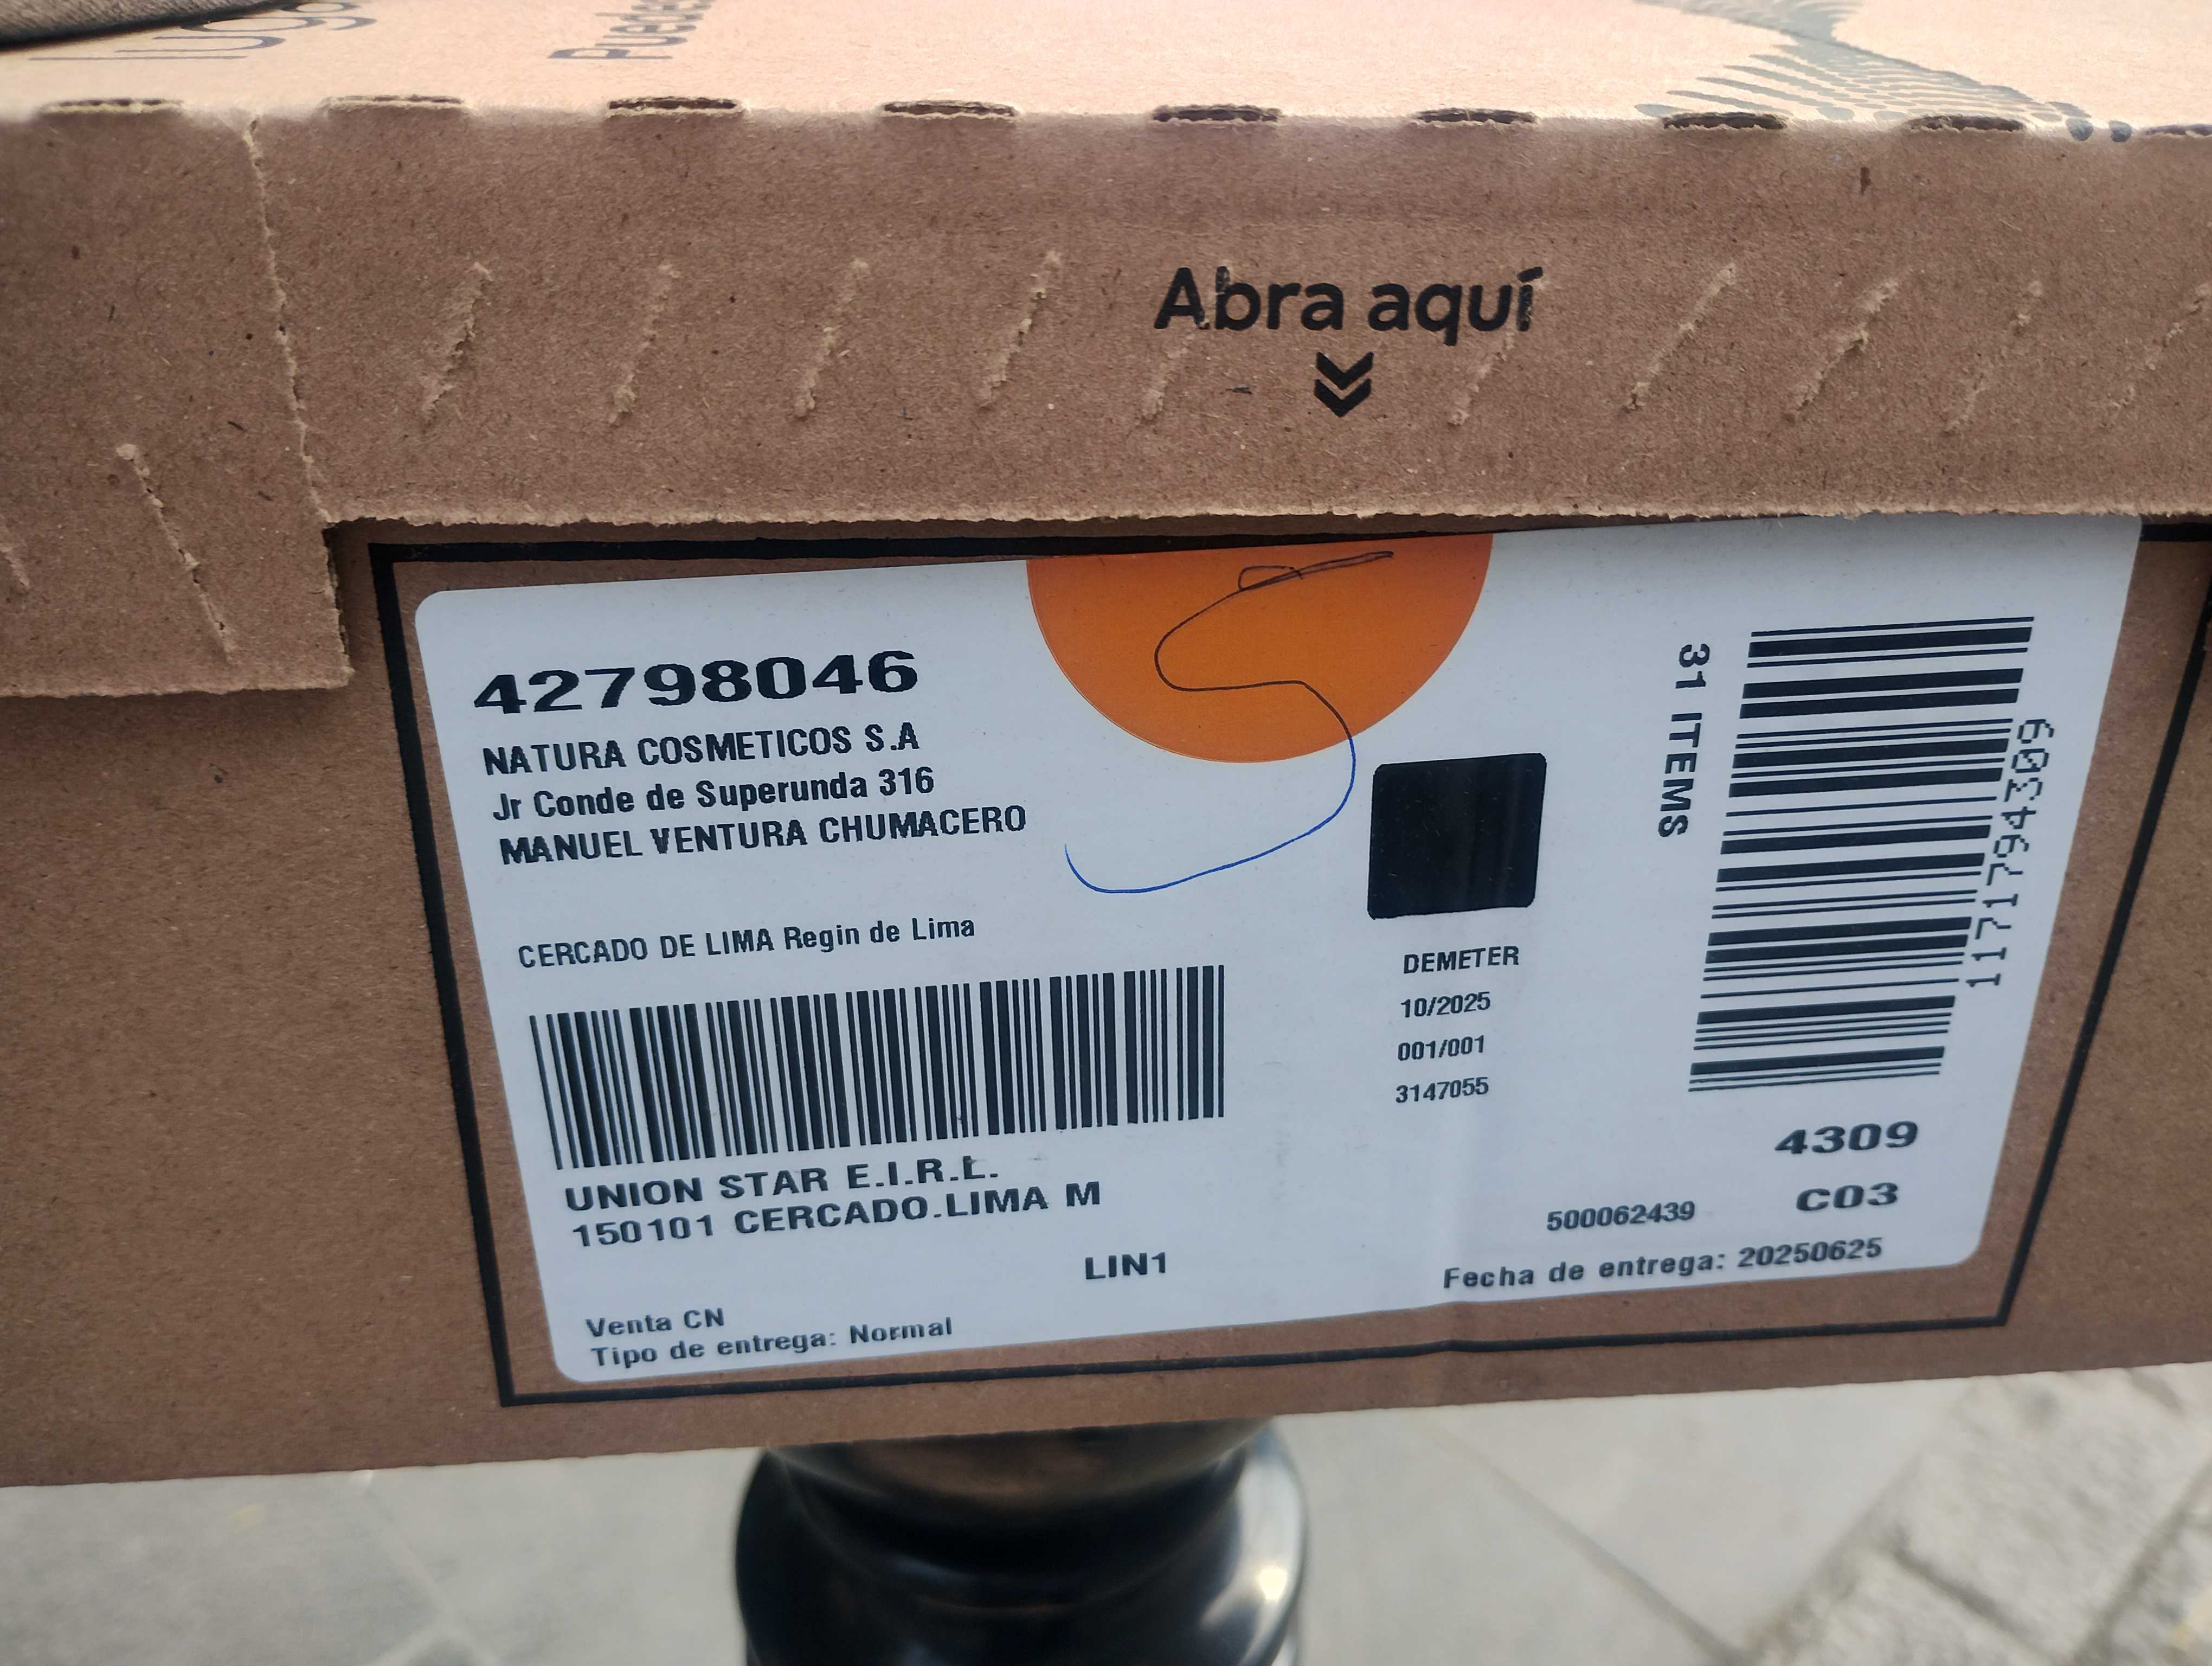 Puedes
Abra aquí
42798046
NATURA COSMETICOS S.A
Jr Conde de Superunda 316
MANUEL VENTURA CHUMACERO
CERCADO DE LIMA Regin de Lima
UNION STAR E.I.R.L.
150101 CERCADO.LIMA M
LIN1
Venta CN
Tipo de entrega: Normal
DEMETER
10/2025
001/001
3147055
31 ITEMS
1171794309
4309
C03
500062439
Fecha de entrega: 20250625